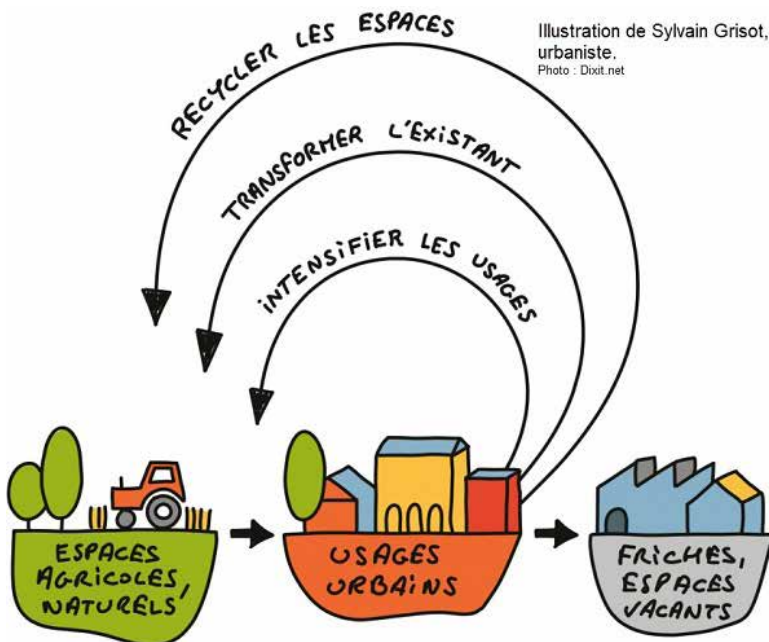 Illustration de Sylvain Grisot,
urbaniste.
Photo : Dixit.net
RECYCLER LES ESPACES
TRANSFORMER L'EXISTANT
INTENSIFIER LES USAGES
ESPACES
AGRICOLES,
NATURELS
USAGES
URBAINS
FRICHES,
ESPACES
VACANTS